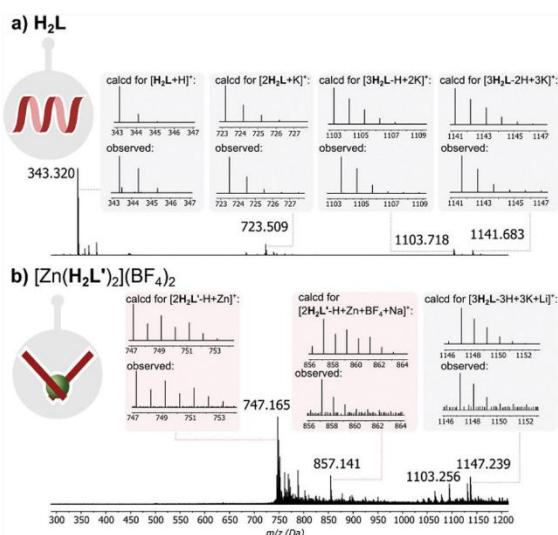 a) H₂L
calcd for [H₂L+H]⁺: calcd for [2H₂L+K]⁺: calcd for [3H₂L-H+2K]⁺: calcd for [3H₂L-2H+3K]⁺:
343 344 345 346 347 723 724 725 726 727 1103 1105 1107 1109 1141 1143 1145 1147
observed: observed: observed: observed:
343.320
343 344 345 346 347 723 724 725 726 727 1103 1105 1107 1109 1141 1143 1145 1147
723.509 1103.718 1141.683
b) [Zn(H₂L')₂](BF₄)₂
calcd for [2H₂L'-H+Zn]⁺: calcd for [2H₂L'-H+Zn+BF₄+Na]⁺: calcd for [3H₂L-3H+3K+Li]⁺:
747 749 751 753 856 858 860 862 864 1146 1148 1150 1152
observed: observed: observed:
747 749 751 753 856 858 860 862 864 1146 1148 1150 1152
747.165
857.141 1103.256 1147.239
300 350 400 450 500 550 600 650 700 750 800 850 900 950 1000 1050 1100 1150 1200
m/z (Da)